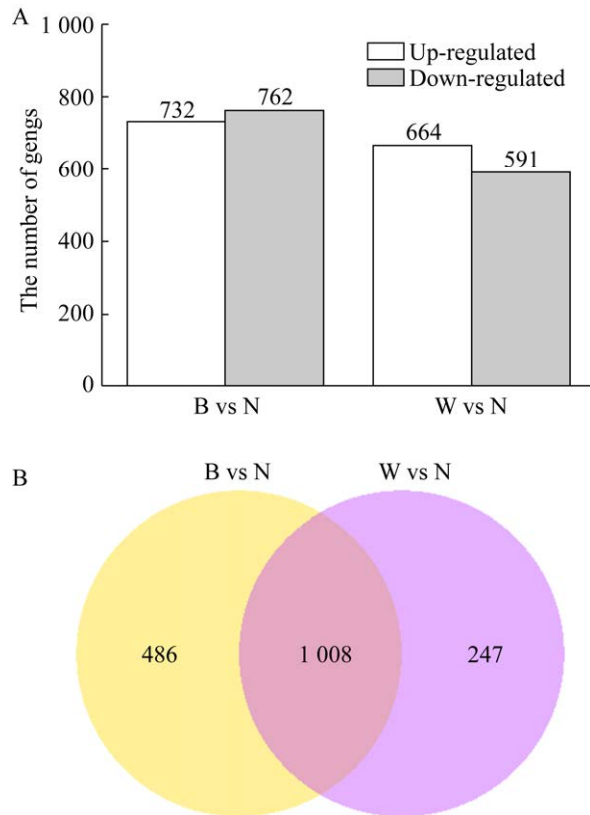 A
1 000
800
600
400
200
0
The number of gengs
Up-regulated
Down-regulated
732
762
664
591
B vs N
W vs N
B
B vs N
W vs N
486
1 008
247